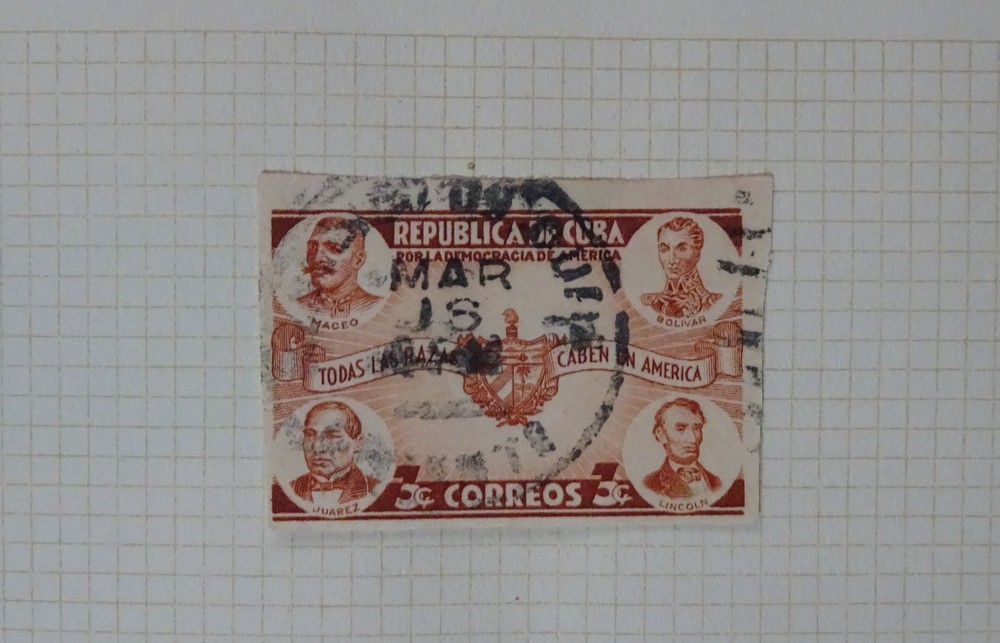 REPUBLICA DE CUBA
POR LA DEMOCRACIA DE AMERICA
MAR
16
MACEO
BOLIVAR
TODAS LAS RAZAS CABEN EN AMERICA
JUAREZ
3¢ CORREOS 3¢
LINCOLN